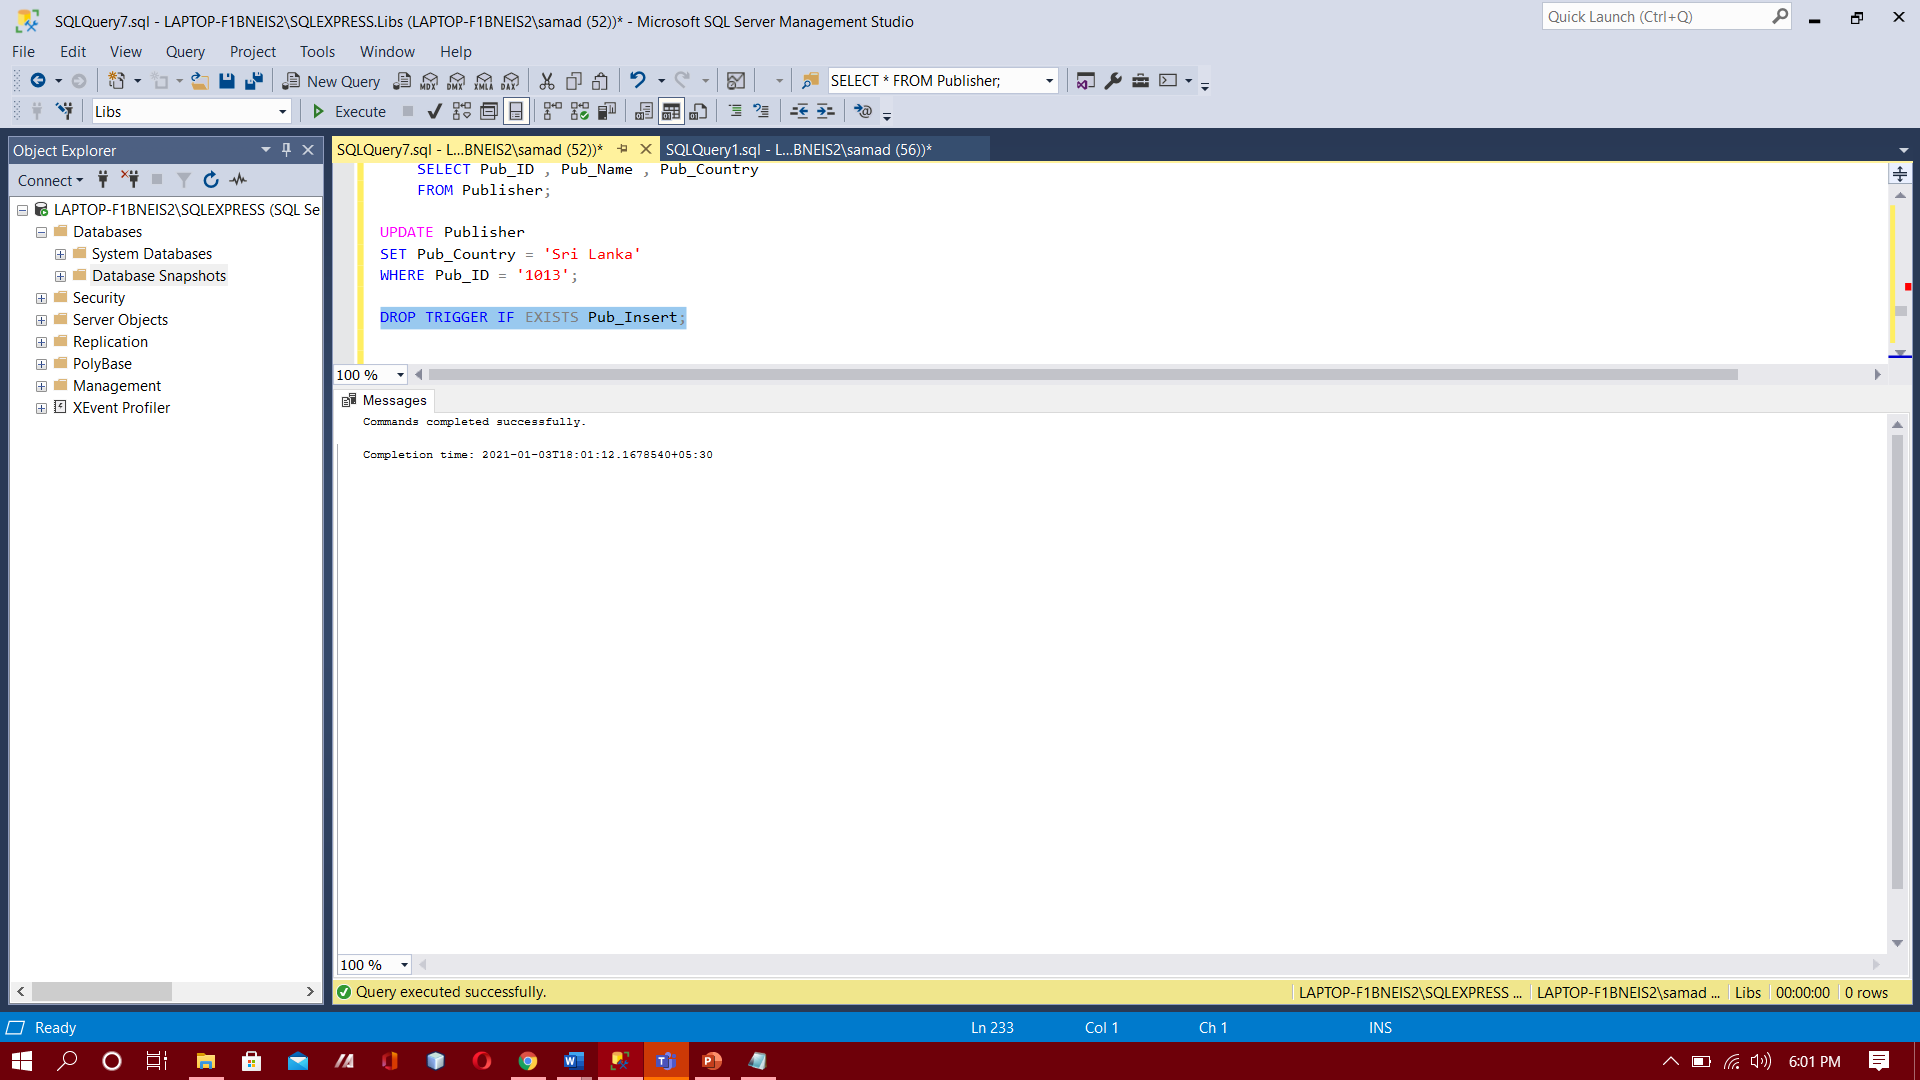 SQLQuery7.sql - LAPTOP-F1BNEIS2\SQLEXPRESS.Libs (LAPTOP-F1BNEIS2\samad (52))* - Microsoft SQL Server Management Studio
Quick Launch (Ctrl+Q)
File Edit View Query Project Tools Window Help
New Query MDX DMX XMLA DAX SELECT * FROM Publisher;
Libs Execute
Object Explorer
Connect
LAPTOP-F1BNEIS2\SQLEXPRESS (SQL Se
Databases
System Databases
Database Snapshots
Security
Server Objects
Replication
PolyBase
Management
XEvent Profiler
SQLQuery7.sql - L...BNEIS2\samad (52))* SQLQuery1.sql - L...BNEIS2\samad (56))*
SELECT Pub_ID , Pub_Name , Pub_Country
FROM Publisher;
UPDATE Publisher
SET Pub_Country = 'Sri Lanka'
WHERE Pub_ID = '1013';
DROP TRIGGER IF EXISTS Pub_Insert;
100 %
Messages
Commands completed successfully.
Completion time: 2021-01-03T18:01:12.1678540+05:30
100 %
Query executed successfully. LAPTOP-F1BNEIS2\SQLEXPRESS ... LAPTOP-F1BNEIS2\samad ... Libs 00:00:00 0 rows
Ready Ln 233 Col 1 Ch 1 INS
6:01 PM